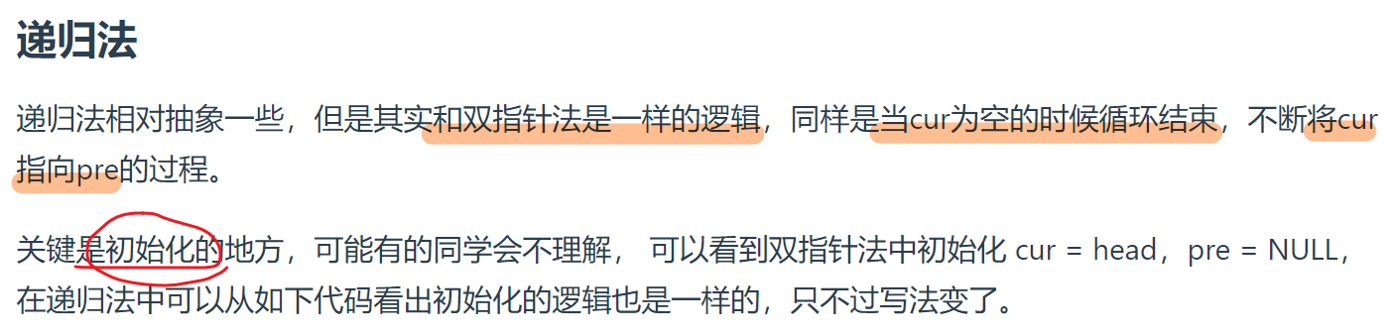 递归法
递归法相对抽象一些，但是其实和双指针法是一样的逻辑，同样是当cur为空的时候循环结束，不断将cur
指向pre的过程。
关键是初始化的地方，可能有的同学会不理解， 可以看到双指针法中初始化 cur = head，pre = NULL，
在递归法中可以从如下代码看出初始化的逻辑也是一样的，只不过写法变了。